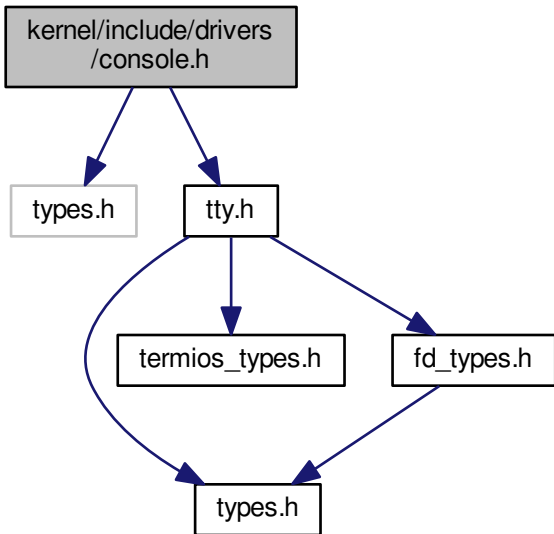 kernel/include/drivers
/console.h
types.h
tty.h
termios_types.h
fd_types.h
types.h